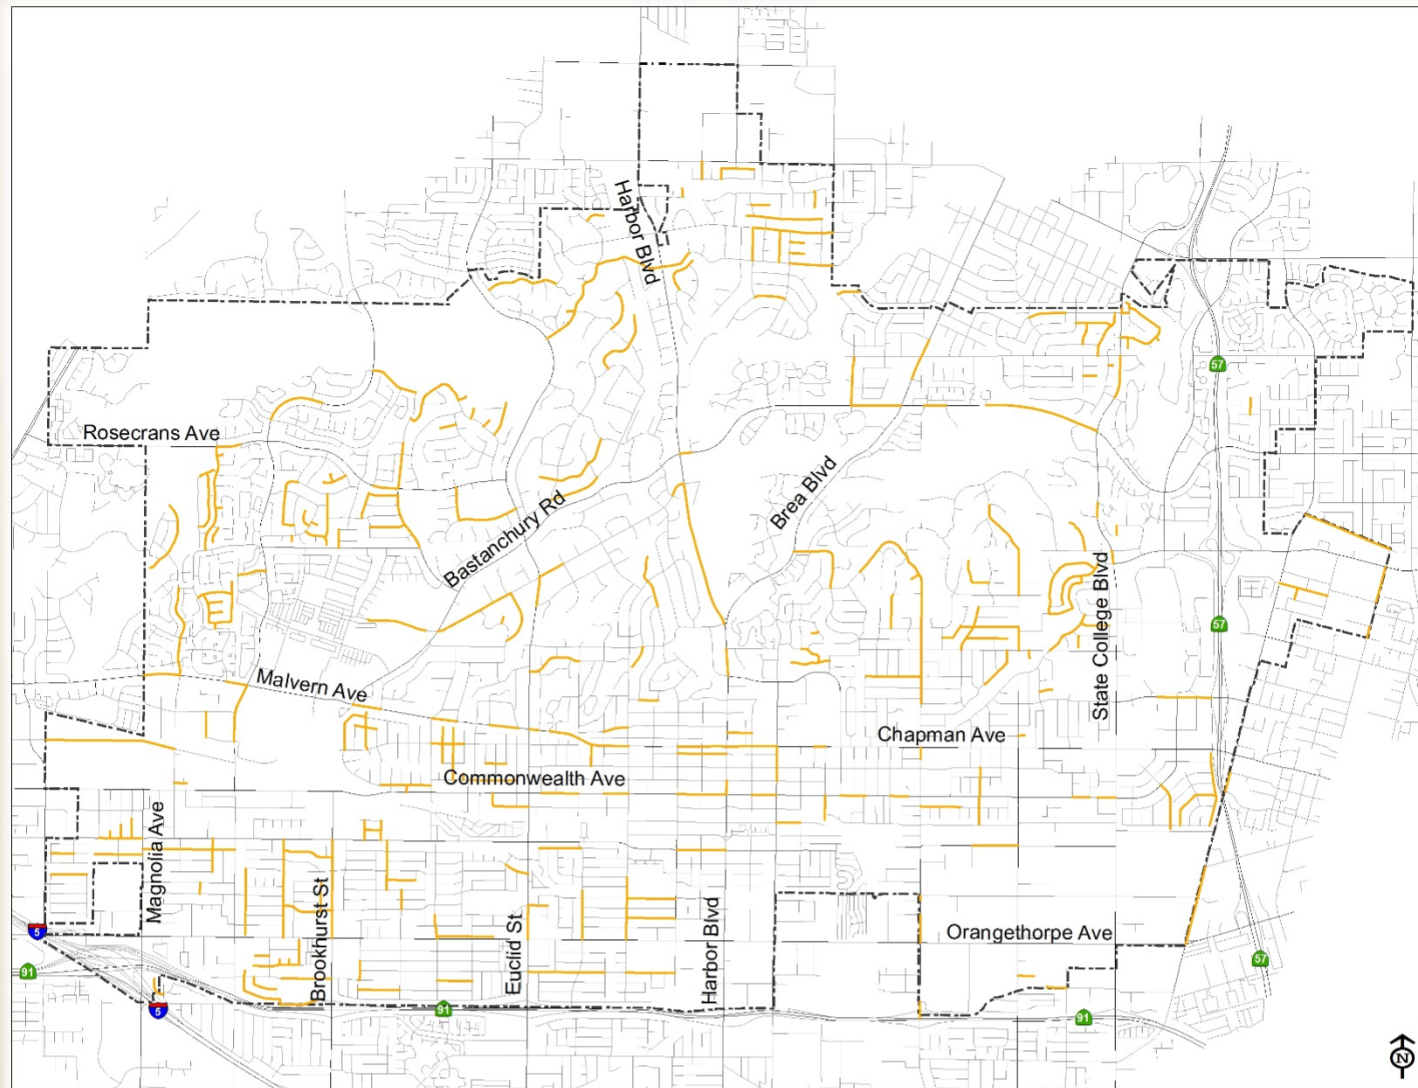 Harbor Blvd
57
Rosecrans Ave
Brea Blvd
Bastanchury Rd
State College Blvd
57
Malvern Ave
Chapman Ave
Commonwealth Ave
Magnolia Ave
Brookhurst St
Euclid St
Harbor Blvd
Orangethorpe Ave
5
91
57
5
91
91
N